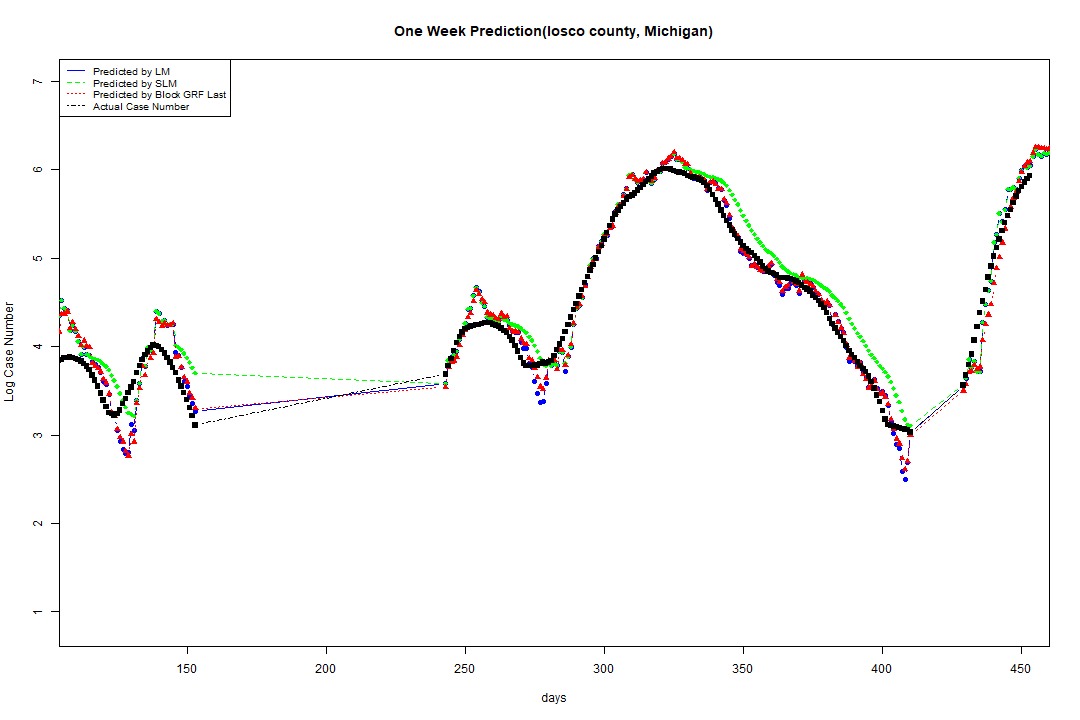 One Week Prediction(Iosco county, Michigan)
Predicted by LM
Predicted by SLM
Predicted by Block GRF Last
Actual Case Number
7
6
5
4
3
2
1
Log Case Number
150 200 250 300 350 400 450
days